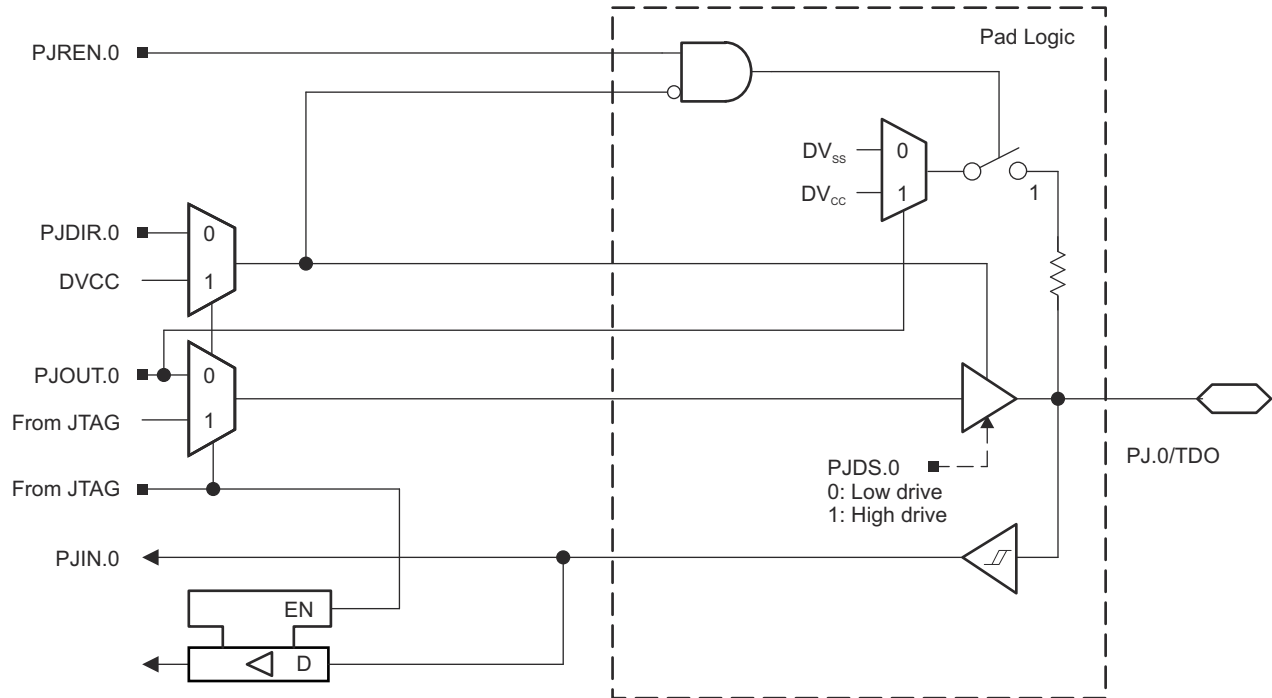 Pad Logic
PJREN.0
DVSS
0
DVCC
1
1
PJDIR.0
0
DVCC
1
PJOUT.0
0
From JTAG
1
PJDS.0
0: Low drive
1: High drive
PJ.0/TDO
From JTAG
PJIN.0
EN
D